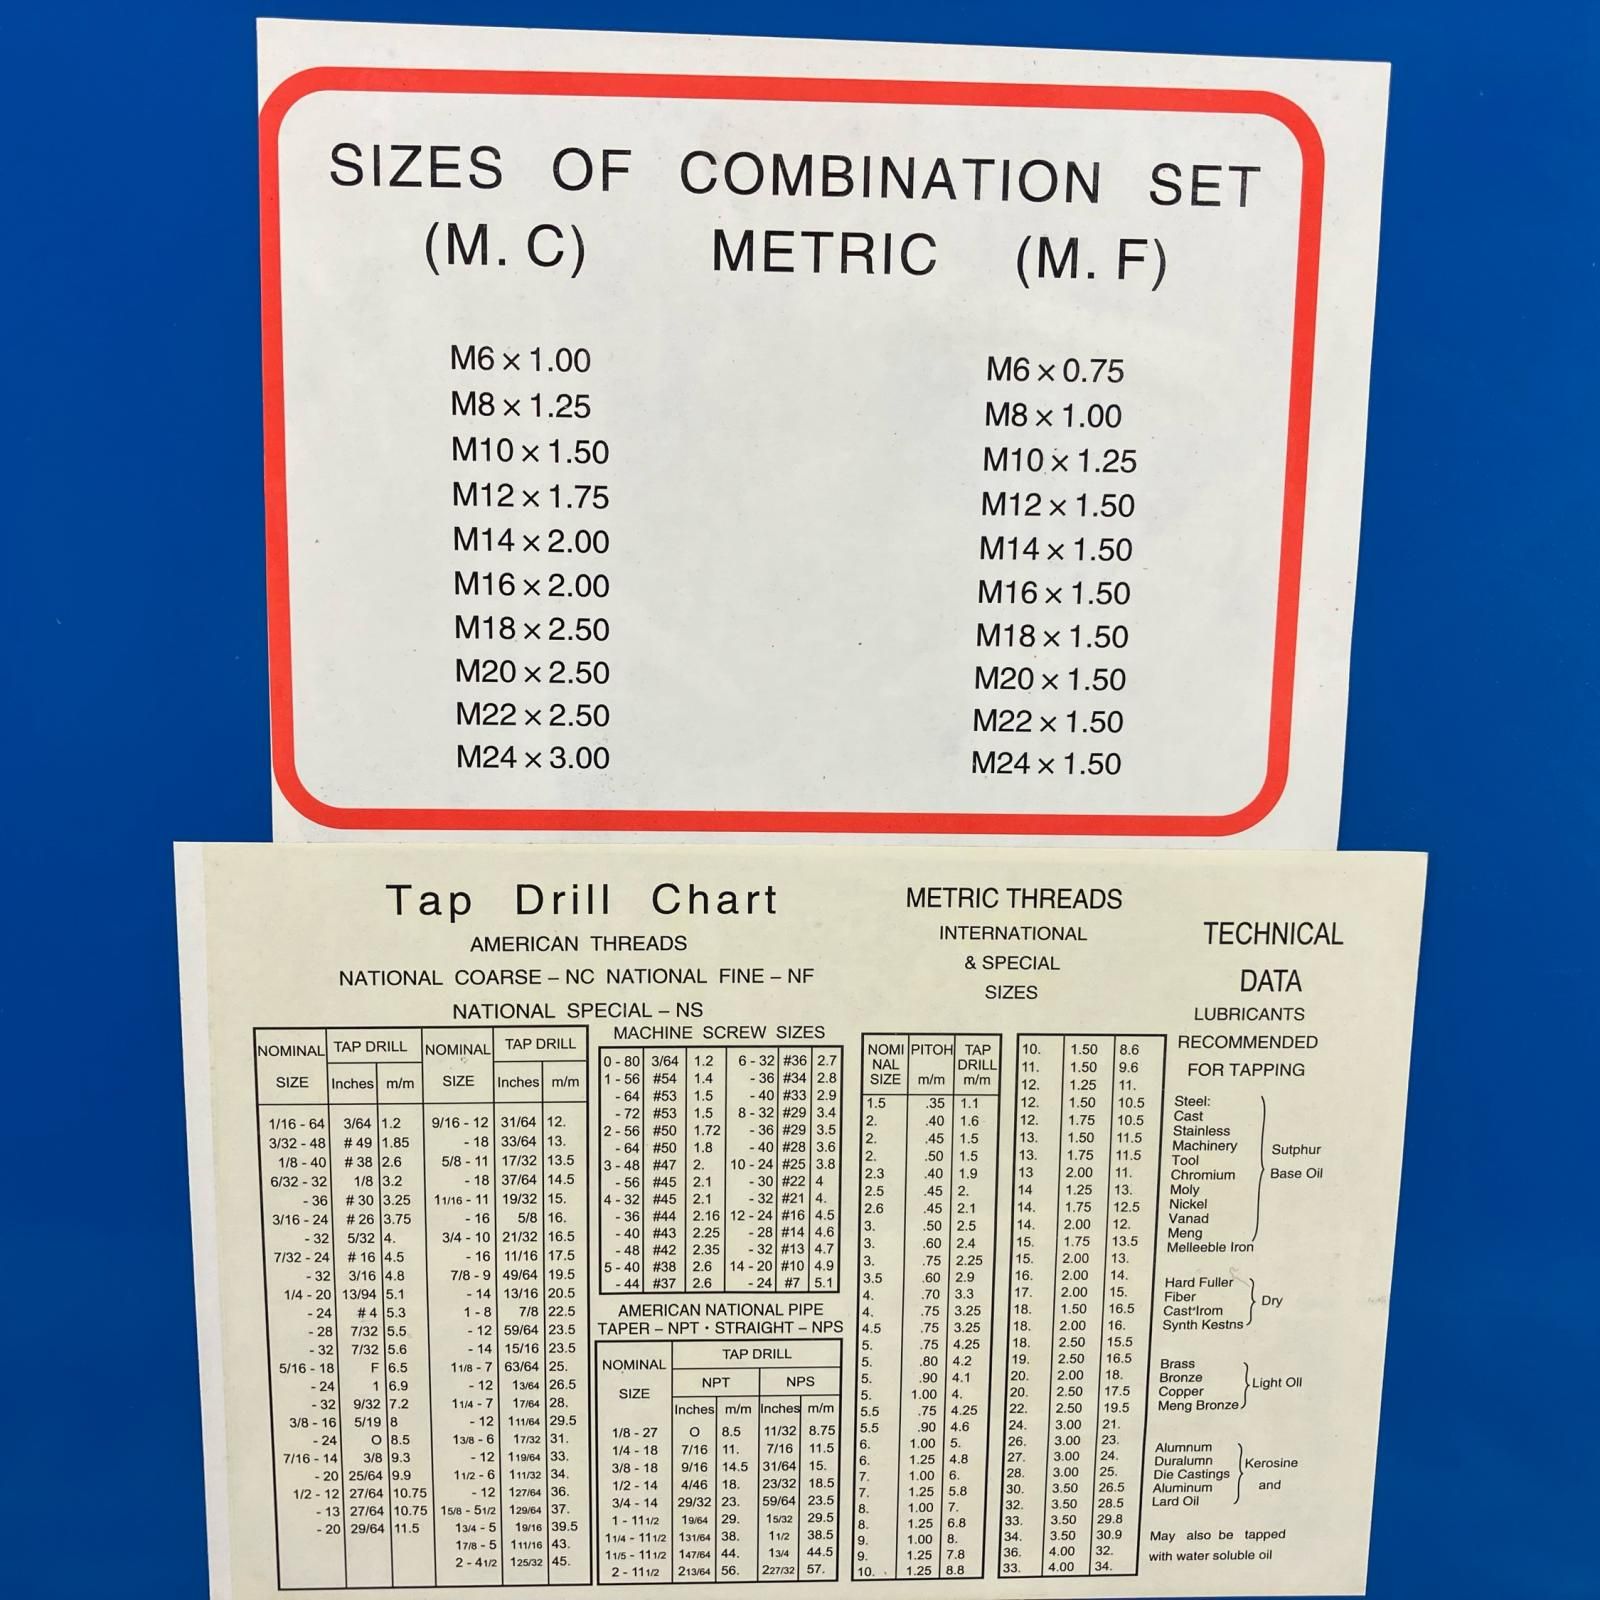 SIZES OF COMBINATION SET
(M. C) METRIC (M. F)
M6 × 1.00 M6 × 0.75
M8 × 1.25 M8 × 1.00
M10 × 1.50 M10 × 1.25
M12 × 1.75 M12 × 1.50
M14 × 2.00 M14 × 1.50
M16 × 2.00 M16 × 1.50
M18 × 2.50 M18 × 1.50
M20 × 2.50 M20 × 1.50
M22 × 2.50 M22 × 1.50
M24 × 3.00 M24 × 1.50
Tap Drill Chart
AMERICAN THREADS
NATIONAL COARSE – NC NATIONAL FINE – NF
NATIONAL SPECIAL – NS
NOMINAL TAP DRILL NOMINAL TAP DRILL
SIZE Inches m/m SIZE Inches m/m
1/16 - 64 3/64 1.2 9/16 - 12 31/64 12.
3/32 - 48 # 49 1.85 - 18 33/64 13.
1/8 - 40 # 38 2.6 5/8 - 11 17/32 13.5
6/32 - 32 1/8 3.2 - 18 37/64 14.5
- 36 # 30 3.25 11/16 - 11 19/32 15.
3/16 - 24 # 26 3.75 - 16 5/8 16.
- 32 5/32 4. 3/4 - 10 21/32 16.5
7/32 - 24 # 16 4.5 - 16 11/16 17.5
- 32 3/16 4.8 7/8 - 9 49/64 19.5
1/4 - 20 13/94 5.1 - 14 13/16 20.5
- 24 # 4 5.3 1 - 8 7/8 22.5
- 28 7/32 5.5 - 12 59/64 23.5
- 32 7/32 5.6 - 14 15/16 23.5
5/16 - 18 F 6.5 11/8 - 7 63/64 25.
- 24 1 6.9 - 12 13/64 26.5
- 32 9/32 7.2 11/4 - 7 17/64 28.
3/8 - 16 5/19 8 - 12 111/64 29.5
- 24 O 8.5 13/8 - 6 17/32 31.
7/16 - 14 3/8 9.3 - 12 119/64 33.
- 20 25/64 9.9 11/2 - 6 111/32 34.
1/2 - 12 27/64 10.75 - 12 127/64 36.
- 13 27/64 10.75 15/8 - 51/2 129/64 37.
- 20 29/64 11.5 13/4 - 5 19/16 39.5
17/8 - 5 111/16 43.
2 - 41/2 125/32 45.
MACHINE SCREW SIZES
0 - 80 3/64 1.2 6 - 32 #36 2.7
1 - 56 #54 1.4 - 36 #34 2.8
- 64 #53 1.5 - 40 #33 2.9
- 72 #53 1.5 8 - 32 #29 3.4
2 - 56 #50 1.72 - 36 #29 3.5
- 64 #50 1.8 - 40 #28 3.6
3 - 48 #47 2. 10 - 24 #25 3.8
- 56 #45 2.1 - 30 #22 4
4 - 32 #45 2.1 - 32 #21 4.
- 36 #44 2.16 12 - 24 #16 4.5
- 40 #43 2.25 - 28 #14 4.6
- 48 #42 2.35 - 32 #13 4.7
5 - 40 #38 2.6 14 - 20 #10 4.9
- 44 #37 2.6 - 24 #7 5.1
AMERICAN NATIONAL PIPE
TAPER – NPT · STRAIGHT – NPS
NOMINAL TAP DRILL
SIZE NPT NPS
Inches m/m Inches m/m
1/8 - 27 O 8.5 11/32 8.75
1/4 - 18 7/16 11. 7/16 11.5
3/8 - 18 9/16 14.5 31/64 15.
1/2 - 14 4/46 18. 23/32 18.5
3/4 - 14 29/32 23. 59/64 23.5
1 - 111/2 19/64 29. 15/32 29.5
11/4 - 111/2 131/64 38. 11/2 38.5
11/5 - 111/2 147/64 44. 13/4 44.5
2 - 111/2 213/64 56. 227/32 57.
METRIC THREADS
INTERNATIONAL
& SPECIAL
SIZES
NOMI PITOH TAP
NAL DRILL
SIZE m/m m/m
1.5 .35 1.1
2. .40 1.6
2. .45 1.5
2. .50 1.5
2.3 .40 1.9
2.5 .45 2.
2.6 .45 2.1
3. .50 2.5
3. .60 2.4
3. .75 2.25
3.5 .60 2.9
4. .70 3.3
4. .75 3.25
4.5 .75 3.25
5. .75 4.25
5. .80 4.2
5. .90 4.1
5. 1.00 4.
5.5 .75 4.25
5.5 .90 4.6
6. 1.00 5.
6. 1.25 4.8
7. 1.00 6.
7. 1.25 5.8
8. 1.00 7.
8. 1.25 6.8
9. 1.00 8.
9. 1.25 7.8
10. 1.25 8.8
10. 1.50 8.6
11. 1.50 9.6
12. 1.25 11.
12. 1.50 10.5
12. 1.75 10.5
13. 1.50 11.5
13. 1.75 11.5
13 2.00 11.
14 1.25 13.
14. 1.75 12.5
14. 2.00 12.
15. 1.75 13.5
15. 2.00 13.
16. 2.00 14.
17. 2.00 15.
18. 1.50 16.5
18. 2.00 16.
18. 2.50 15.5
19. 2.50 16.5
20. 2.00 18.
20. 2.50 17.5
22. 2.50 19.5
24. 3.00 21.
26. 3.00 23.
27. 3.00 24.
28. 3.00 25.
30. 3.50 26.5
32. 3.50 28.5
33. 3.50 29.8
34. 3.50 30.9
36. 4.00 32.
33. 4.00 34.
TECHNICAL
DATA
LUBRICANTS
RECOMMENDED
FOR TAPPING
Steel:
Cast
Stainless
Machinery Sutphur
Tool
Chromium Base Oil
Moly
Nickel
Vanad
Meng
Melleeble Iron
Hard Fuller
Fiber Dry
Cast Irom
Synth Kestns
Brass
Bronze Light Oll
Copper
Meng Bronze
Alumnum
Duralumn Kerosine
Die Castings
Aluminum and
Lard Oil
May also be tapped
with water soluble oil